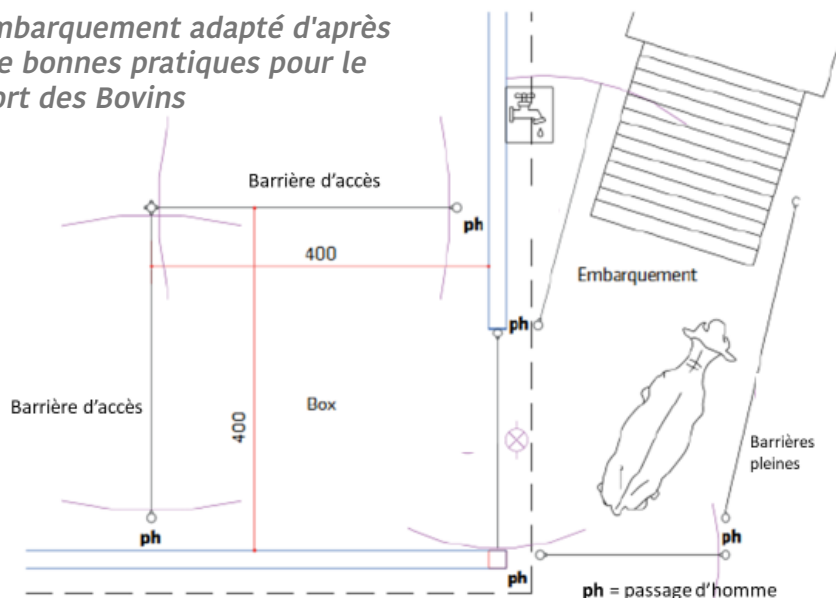 mbarquement adapté d'après
e bonnes pratiques pour le
ort des Bovins
Barrière d'accès
ph
400
Embarquement
ph
Barrière d'accès
Box
400
Barrières
pleines
ph
ph
ph
ph = passage d'homme